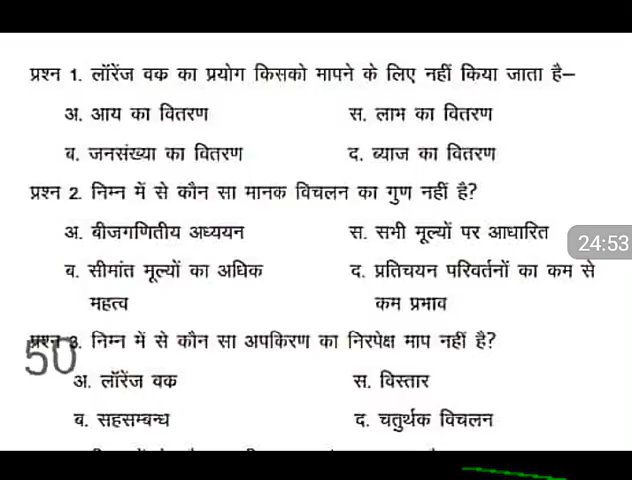 प्रश्न 1. लॉरेंज वक्र का प्रयोग किसको मापने के लिए नहीं किया जाता है–
अ. आय का वितरण स. लाभ का वितरण
ब. जनसंख्या का वितरण द. ब्याज का वितरण
प्रश्न 2. निम्न में से कौन सा मानक विचलन का गुण नहीं है?
अ. बीजगणितीय अध्ययन स. सभी मूल्यों पर आधारित
24:53
ब. सीमांत मूल्यों का अधिक द. प्रतिचयन परिवर्तनों का कम से
महत्व कम प्रभाव
प्रश्न 3. निम्न में से कौन सा अपकिरण का निरपेक्ष माप नहीं है?
50
अ. लॉरेंज वक्र स. विस्तार
ब. सहसम्बन्ध द. चतुर्थक विचलन